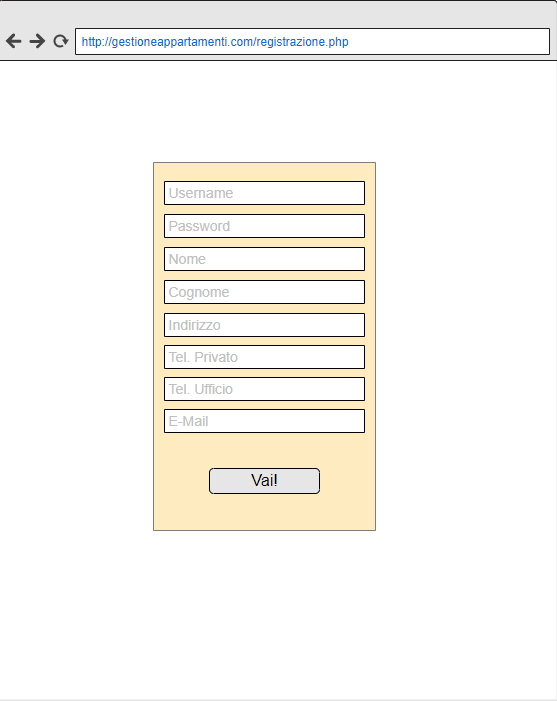 http://gestioneappartamenti.com/registrazione.php
Username
Password
Nome
Cognome
Indirizzo
Tel. Privato
Tel. Ufficio
E-Mail
Vai!